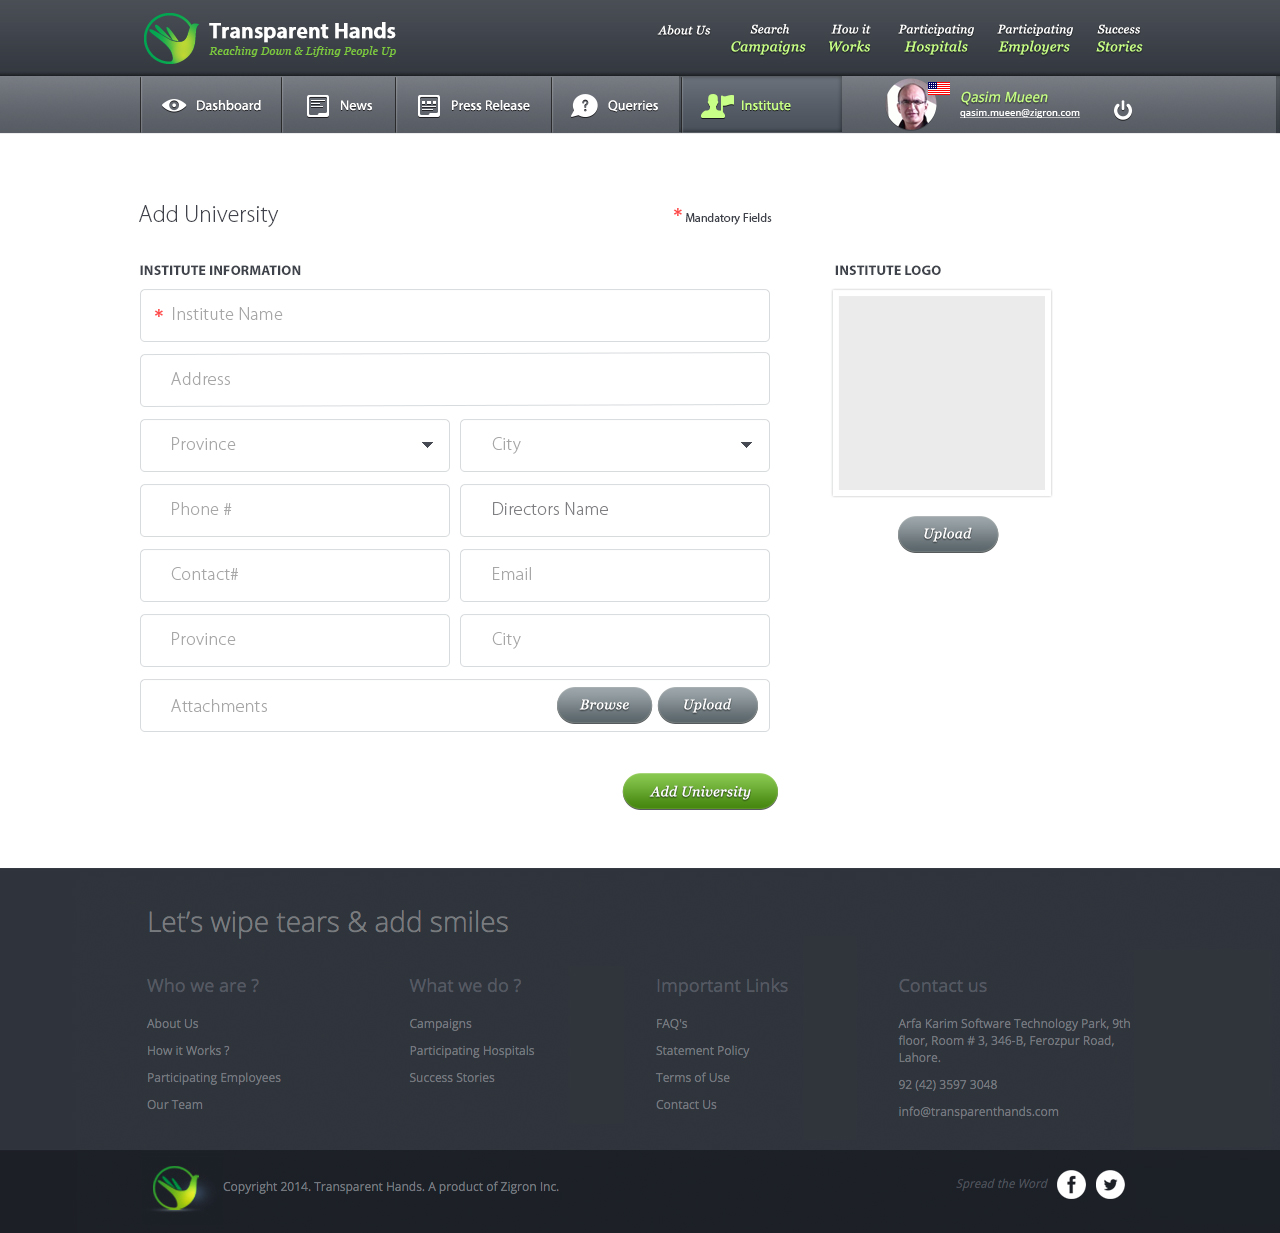 Transparent Hands
Reaching Down & Lifting People Up
About Us
Search
Campaigns
How it
Works
Participating
Hospitals
Participating
Employers
Success
Stories
Dashboard
News
Press Release
Querries
Institute
Qasim Mueen
qasim.mueen@zigron.com
Add University
* Mandatory Fields
INSTITUTE INFORMATION
INSTITUTE LOGO
* Institute Name
Address
Province
City
Phone #
Directors Name
Contact#
Email
Province
City
Attachments
Browse
Upload
Upload
Add University
Let's wipe tears & add smiles
Who we are ?
About Us
How it Works ?
Participating Employees
Our Team
What we do ?
Campaigns
Participating Hospitals
Success Stories
Important Links
FAQ's
Statement Policy
Terms of Use
Contact Us
Contact us
Arfa Karim Software Technology Park, 9th
floor, Room # 3, 346-B, Ferozpur Road,
Lahore.
92 (42) 3597 3048
info@transparenthands.com
Copyright 2014. Transparent Hands. A product of Zigron Inc.
Spread the Word